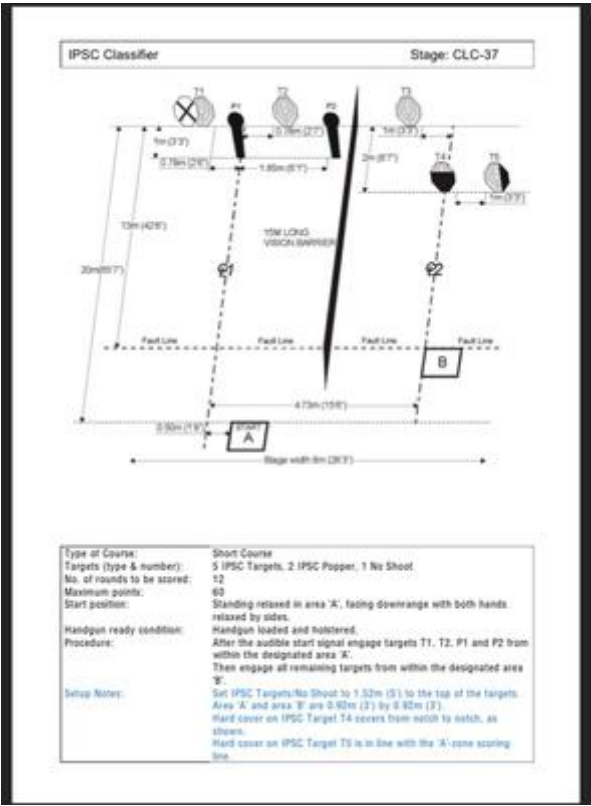 IPSC Classifier Stage: CLC-37
T1 T2 T3
P1 P2
1m (3'3") 0.78m (2'7") 1m (3'3")
T4 T5
0.76m (2'6") 1.85m (6'1") 2m (6'7")
1m (3'3")
13m (42'8") 15M LONG
VISION BARRIER
20m(65'7")
Fault Line Fault Line Fault Line Fault Line
B
4.73m (15'6")
START
A
Stage width 8m (26'3")
Type of Course: Short Course
Targets (type & number): 5 IPSC Targets, 2 IPSC Popper, 1 No Shoot
No. of rounds to be scored: 12
Maximum points: 60
Start position: Standing relaxed in area 'A', facing downrange with both hands
relaxed by sides.
Handgun ready condition: Handgun loaded and holstered.
Procedure: After the audible start signal engage targets T1, T2, P1 and P2 from
within the designated area 'A'.
Then engage all remaining targets from within the designated area
'B'.
Setup Notes: Set IPSC Targets/No Shoot to 1.52m (5') to the top of the targets.
Area 'A' and area 'B' are 0.92m (3') by 0.92m (3').
Hard cover on IPSC Target T4 covers from notch to notch, as
shown.
Hard cover on IPSC Target T5 is in line with the 'A'-zone scoring
line.